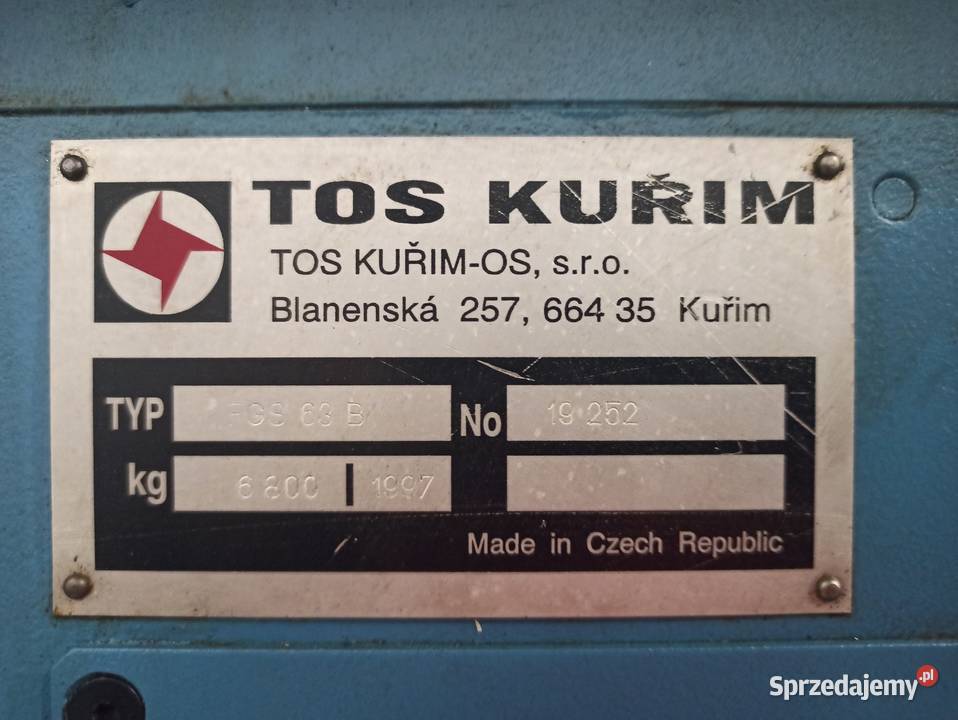 TOS KUŘIM
TOS KUŘIM-OS, s.r.o.
Blanenská 257, 664 35 Kuřim
TYP FGS 63 B No 19 252
kg 6 800 1997
Made in Czech Republic
Sprzedajemy.pl